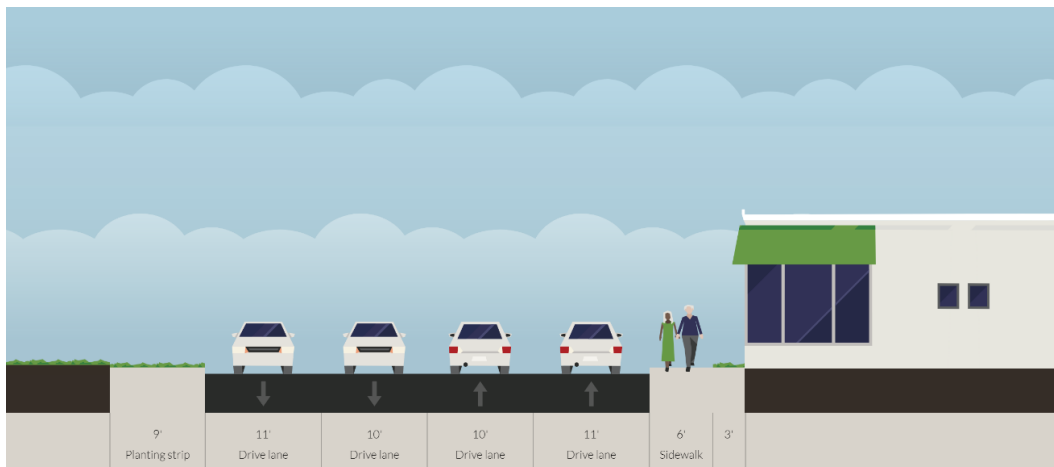 9' 11' 10' 10' 11' 6' 3'
Planting strip Drive lane Drive lane Drive lane Drive lane Sidewalk